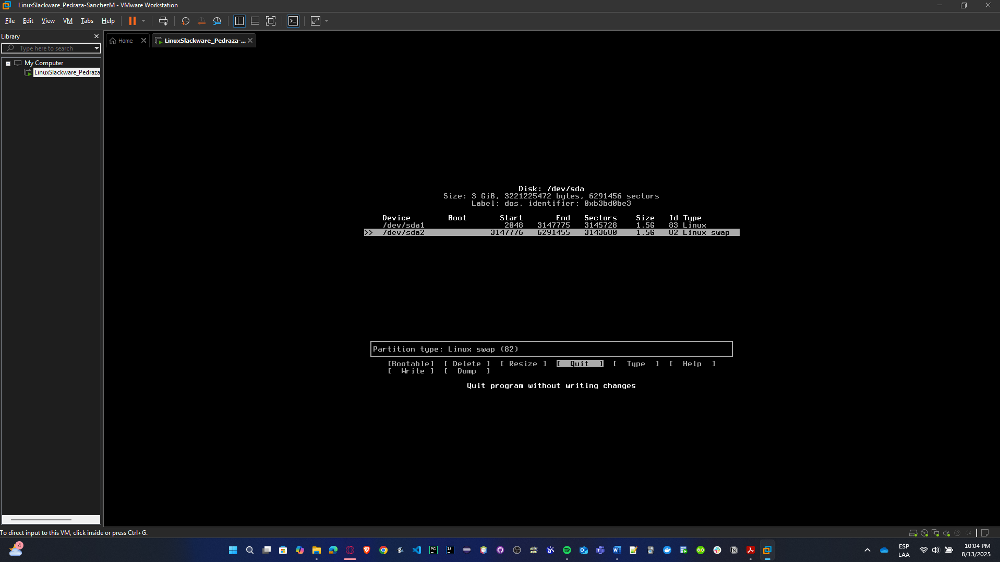 LinuxSlackware_Pedraza-SanchezM - VMware Workstation
File Edit View VM Tabs Help
Library
Home
LinuxSlackware_Pedraza-...
Type here to search
My Computer
LinuxSlackware_Pedraza
Disk: /dev/sda
Size: 3 GiB, 3221225472 bytes, 6291456 sectors
Label: dos, identifier: 0xb3bd0be3
Device Boot Start End Sectors Size Id Type
/dev/sda1 2048 3147775 3145728 1.5G 83 Linux
>> /dev/sda2 3147776 6291455 3143680 1.5G 82 Linux swap
Partition type: Linux swap (82)
[Bootable] [ Delete ] [ Resize ] [ Quit ] [ Type ] [ Help ]
[ Write ] [ Dump ]
Quit program without writing changes
To direct input to this VM, click inside or press Ctrl+G.
4
ESP
LAA
10:04 PM
8/13/2025